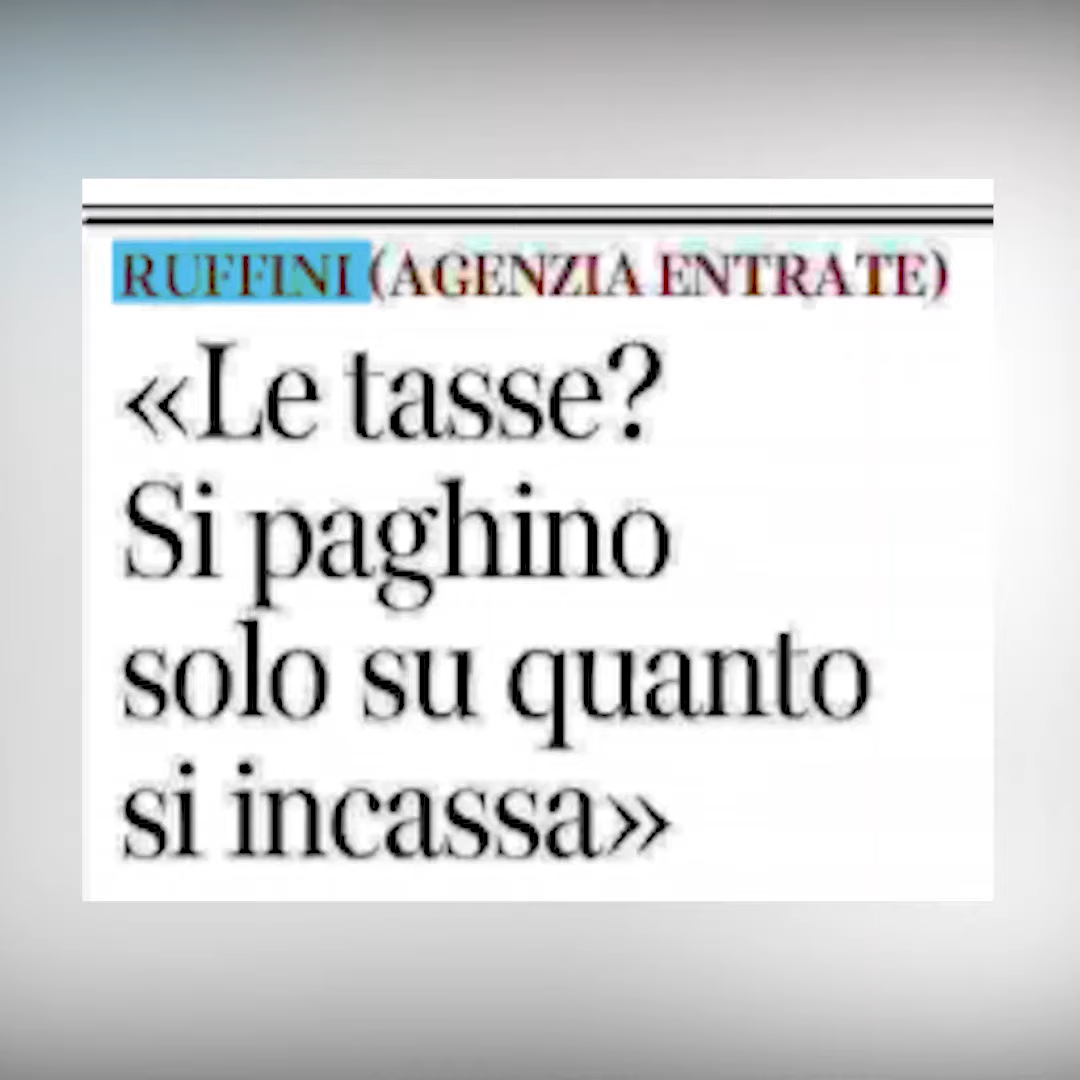 RUFFINI (AGENZIA ENTRATE)
«Le tasse?
Si paghino
solo su quanto
si incassa»